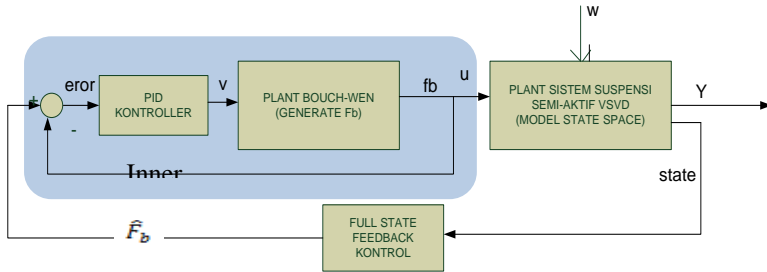 w
eror
PID
KONTROLLER
v
PLANT BOUCH-WEN
(GENERATE Fb)
fb
u
PLANT SISTEM SUSPENSI
SEMI-AKTIF VSVD
(MODEL STATE SPACE)
Y
+
-
Inner
state
F̂b
FULL STATE
FEEDBACK
KONTROL